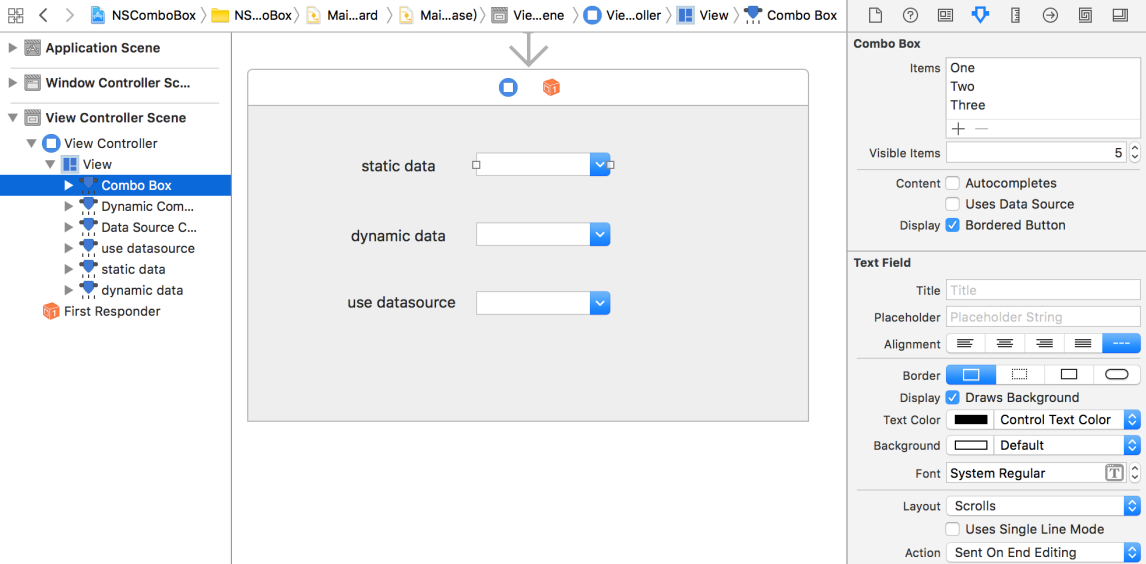 NSComboBox NS...oBox) Mai...ard Mai...ase) Vie...ene Vie...oller View Combo Box
Application Scene
Window Controller Sc...
View Controller Scene
View Controller
View
Combo Box
Dynamic Com...
Data Source C...
use datasource
static data
dynamic data
First Responder
static data
dynamic data
use datasource
Combo Box
Items One
Two
Three
Visible Items 5
Content Autocompletes
Uses Data Source
Display Bordered Button
Text Field
Title Title
Placeholder Placeholder String
Alignment
Border
Display Draws Background
Text Color Control Text Color
Background Default
Font System Regular T
Layout Scrolls
Uses Single Line Mode
Action Sent On End Editing